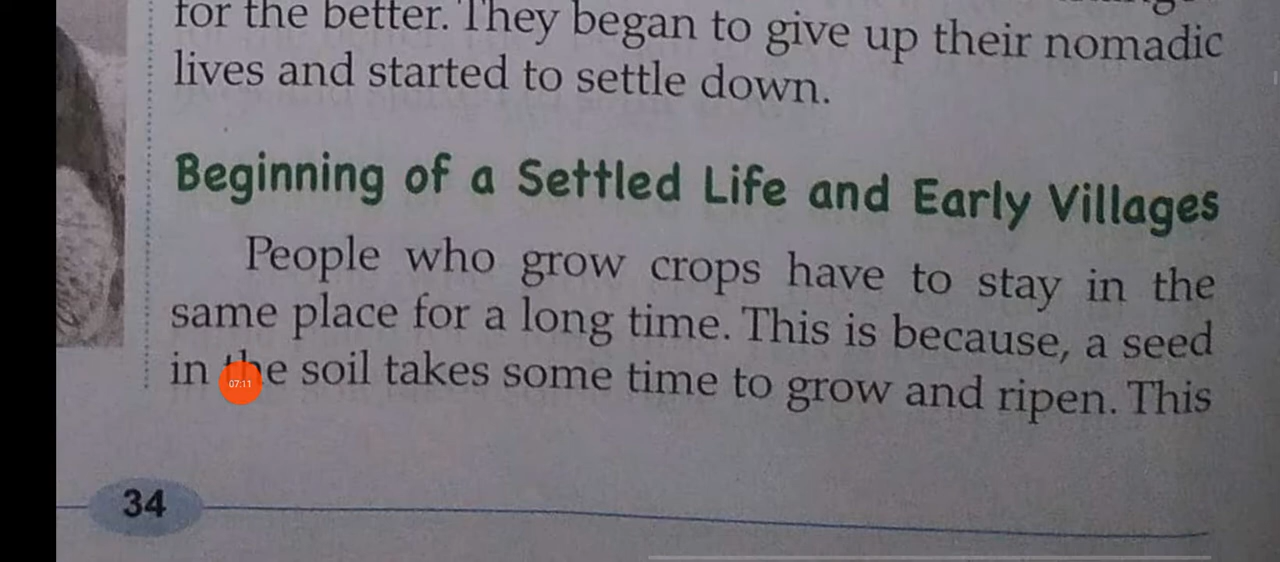 for the better. They began to give up their nomadic
lives and started to settle down.
Beginning of a Settled Life and Early Villages
People who grow crops have to stay in the
same place for a long time. This is because, a seed
in the soil takes some time to grow and ripen. This
07:11
34